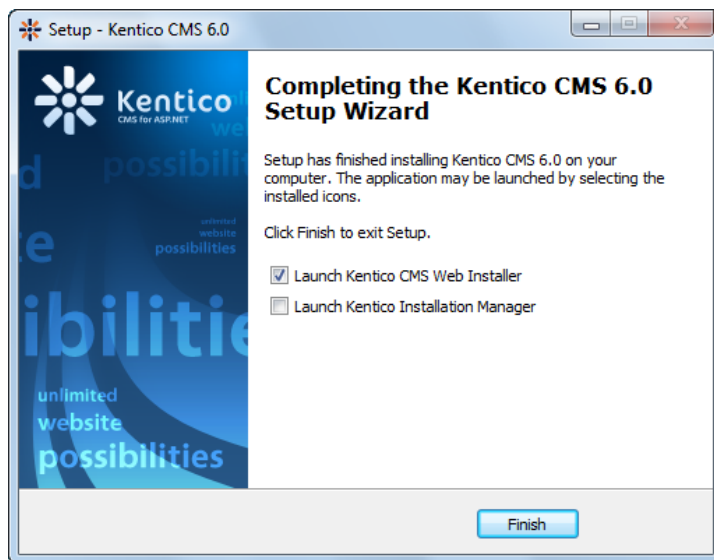 Setup - Kentico CMS 6.0
Kentico
CMS for ASP.NET
we
d possibilit
unlimited
website
e possibilities
ibilitie
unlimited
website
possibilities
Completing the Kentico CMS 6.0
Setup Wizard
Setup has finished installing Kentico CMS 6.0 on your
computer. The application may be launched by selecting the
installed icons.
Click Finish to exit Setup.
Launch Kentico CMS Web Installer
Launch Kentico Installation Manager
Finish